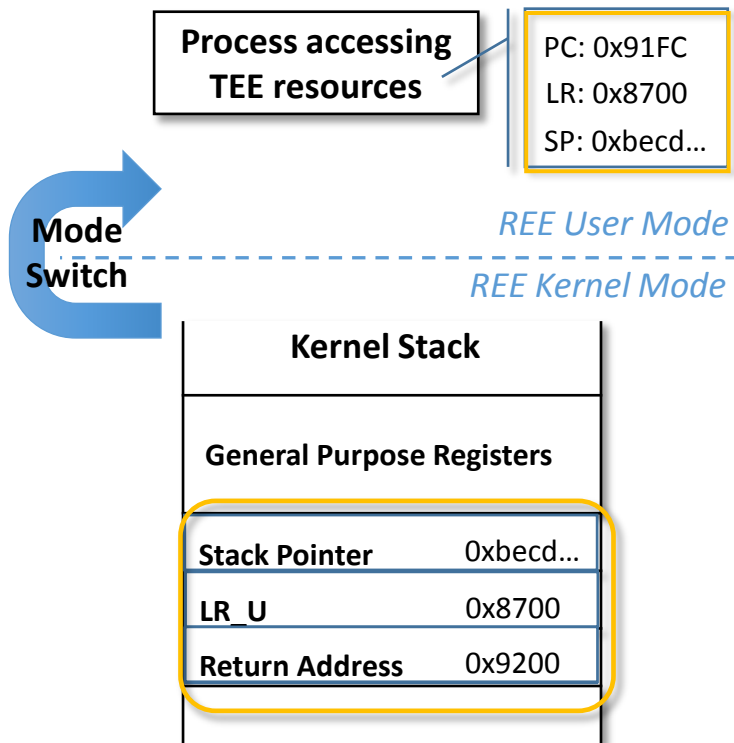 Process accessing
TEE resources
PC: 0x91FC
LR: 0x8700
SP: 0xbecd...
REE User Mode
Mode
Switch
REE Kernel Mode
Kernel Stack
General Purpose Registers
Stack Pointer 0xbecd...
LR_U 0x8700
Return Address 0x9200